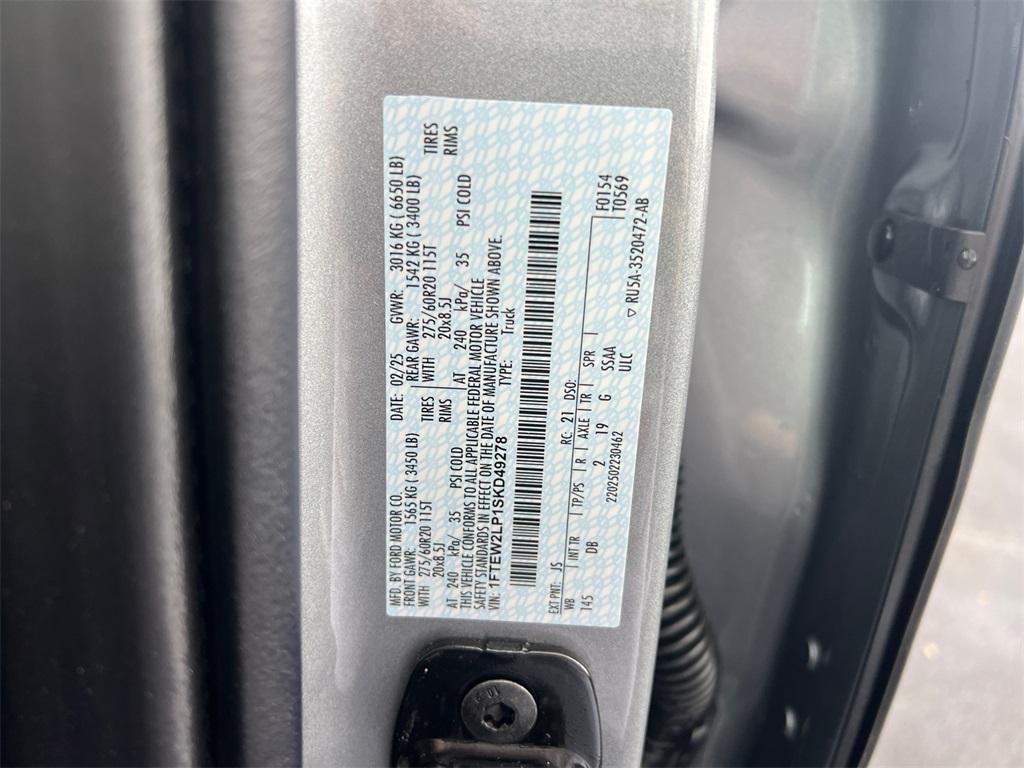 MFD. BY FORD MOTOR CO. DATE: 02/25 GVWR: 3016 KG ( 6650 LB)
FRONT GAWR: 1565 KG ( 3450 LB) REAR GAWR: 1542 KG ( 3400 LB)
WITH 275/60R20 115T TIRES WITH 275/60R20 115T TIRES
20x8.5J RIMS 20x8.5J RIMS
AT 240 kPa/ 35 PSI COLD AT 240 kPa/ 35 PSI COLD
THIS VEHICLE CONFORMS TO ALL APPLICABLE FEDERAL MOTOR VEHICLE
SAFETY STANDARDS IN EFFECT ON THE DATE OF MANUFACTURE SHOWN ABOVE.
VIN: 1FTEW2LP1SKD49278 TYPE: Truck
EXT PNT: JS RC: 21 DSO: F0154
WB INT TR TP/PS R AXLE TR SPR T0569
145 DB 2 19 G SSAA
2202502230462 ULC
▽ RU5A-3520472-AB